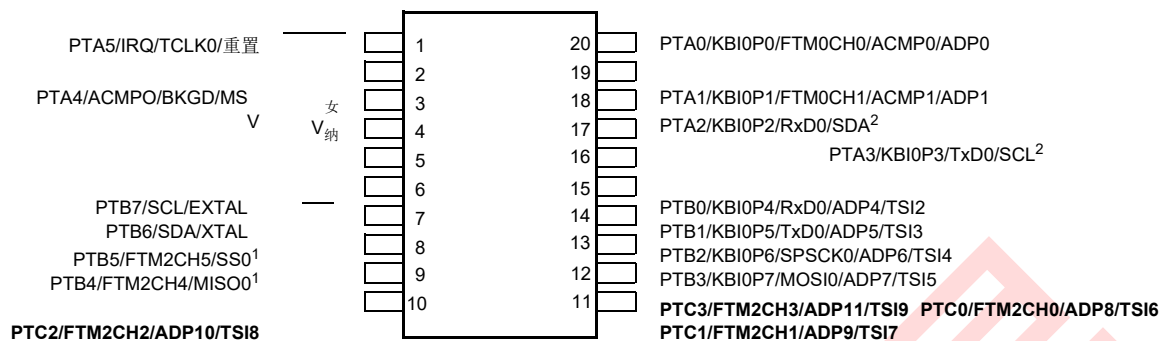 PTA5/IRQ/TCLK0/重置
1
20
PTA0/KBI0P0/FTM0CH0/ACMP0/ADP0
2
19
PTA4/ACMPO/BKGD/MS
女
3
18
PTA1/KBI0P1/FTM0CH1/ACMP1/ADP1
V
V纳
4
17
PTA2/KBI0P2/RxD0/SDA2
5
16
PTA3/KBI0P3/TxD0/SCL2
6
15
PTB7/SCL/EXTAL
7
14
PTB0/KBI0P4/RxD0/ADP4/TSI2
PTB6/SDA/XTAL
8
13
PTB1/KBI0P5/TxD0/ADP5/TSI3
PTB5/FTM2CH5/SS01
PTB2/KBI0P6/SPSCK0/ADP6/TSI4
9
12
PTB4/FTM2CH4/MISO01
PTB3/KBI0P7/MOSI0/ADP7/TSI5
10
11
PTC3/FTM2CH3/ADP11/TSI9 PTC0/FTM2CH0/ADP8/TSI6
PTC2/FTM2CH2/ADP10/TSI8
PTC1/FTM2CH1/ADP9/TSI7